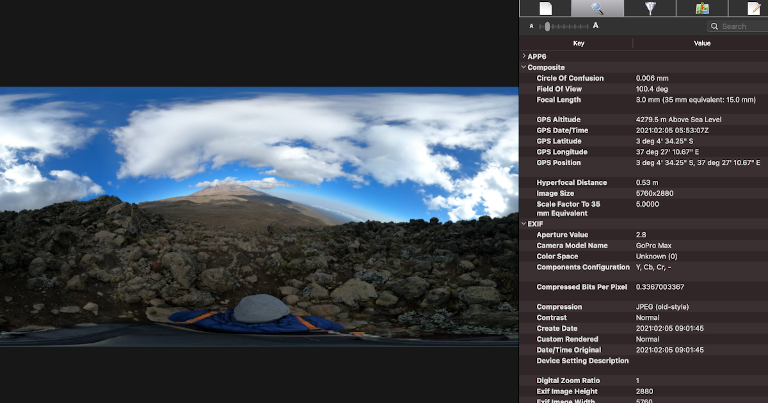 A A Search
Key Value
APP6
Composite
Circle Of Confusion 0.006 mm
Field Of View 100.4 deg
Focal Length 3.0 mm (35 mm equivalent: 15.0 mm)
GPS Altitude 4279.5 m Above Sea Level
GPS Date/Time 2021:02:05 05:53:07Z
GPS Latitude 3 deg 4' 34.25" S
GPS Longitude 37 deg 27' 10.67" E
GPS Position 3 deg 4' 34.25" S, 37 deg 27' 10.67" E
Hyperfocal Distance 0.53 m
Image Size 5760x2880
Scale Factor To 35 5.0000
mm Equivalent
EXIF
Aperture Value 2.8
Camera Model Name GoPro Max
Color Space Unknown (0)
Components Configuration Y, Cb, Cr, -
Compressed Bits Per Pixel 0.3367003367
Compression JPEG (old-style)
Contrast Normal
Create Date 2021:02:05 09:01:45
Custom Rendered Normal
Date/Time Original 2021:02:05 09:01:45
Device Setting Description
Digital Zoom Ratio 1
Exif Image Height 2880
Exif Image Width 5760